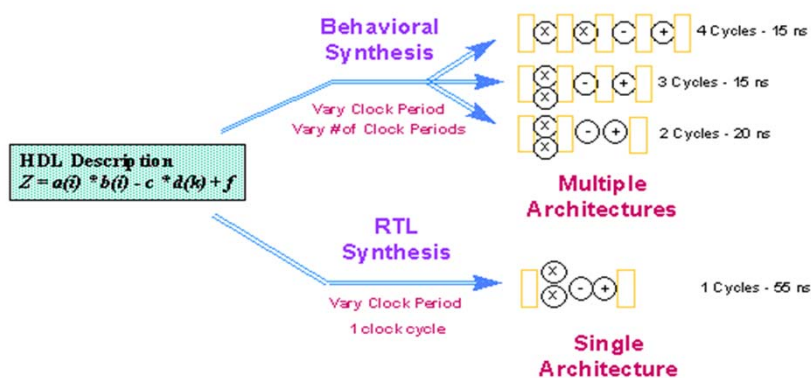 Behavioral
Synthesis
Vary Clock Period
Vary #of Clock Periods
X X - + 4 Cycles - 15 ns
X X - + 3 Cycles - 15 ns
X X - + 2 Cycles - 20 ns
Multiple
Architectures
HDL Description
Z = a(i) * b(i) - c * d(k) + f
RTL
Synthesis
Vary Clock Period
1 clock cycle
X X - + 1 Cycles - 55 ns
Single
Architecture